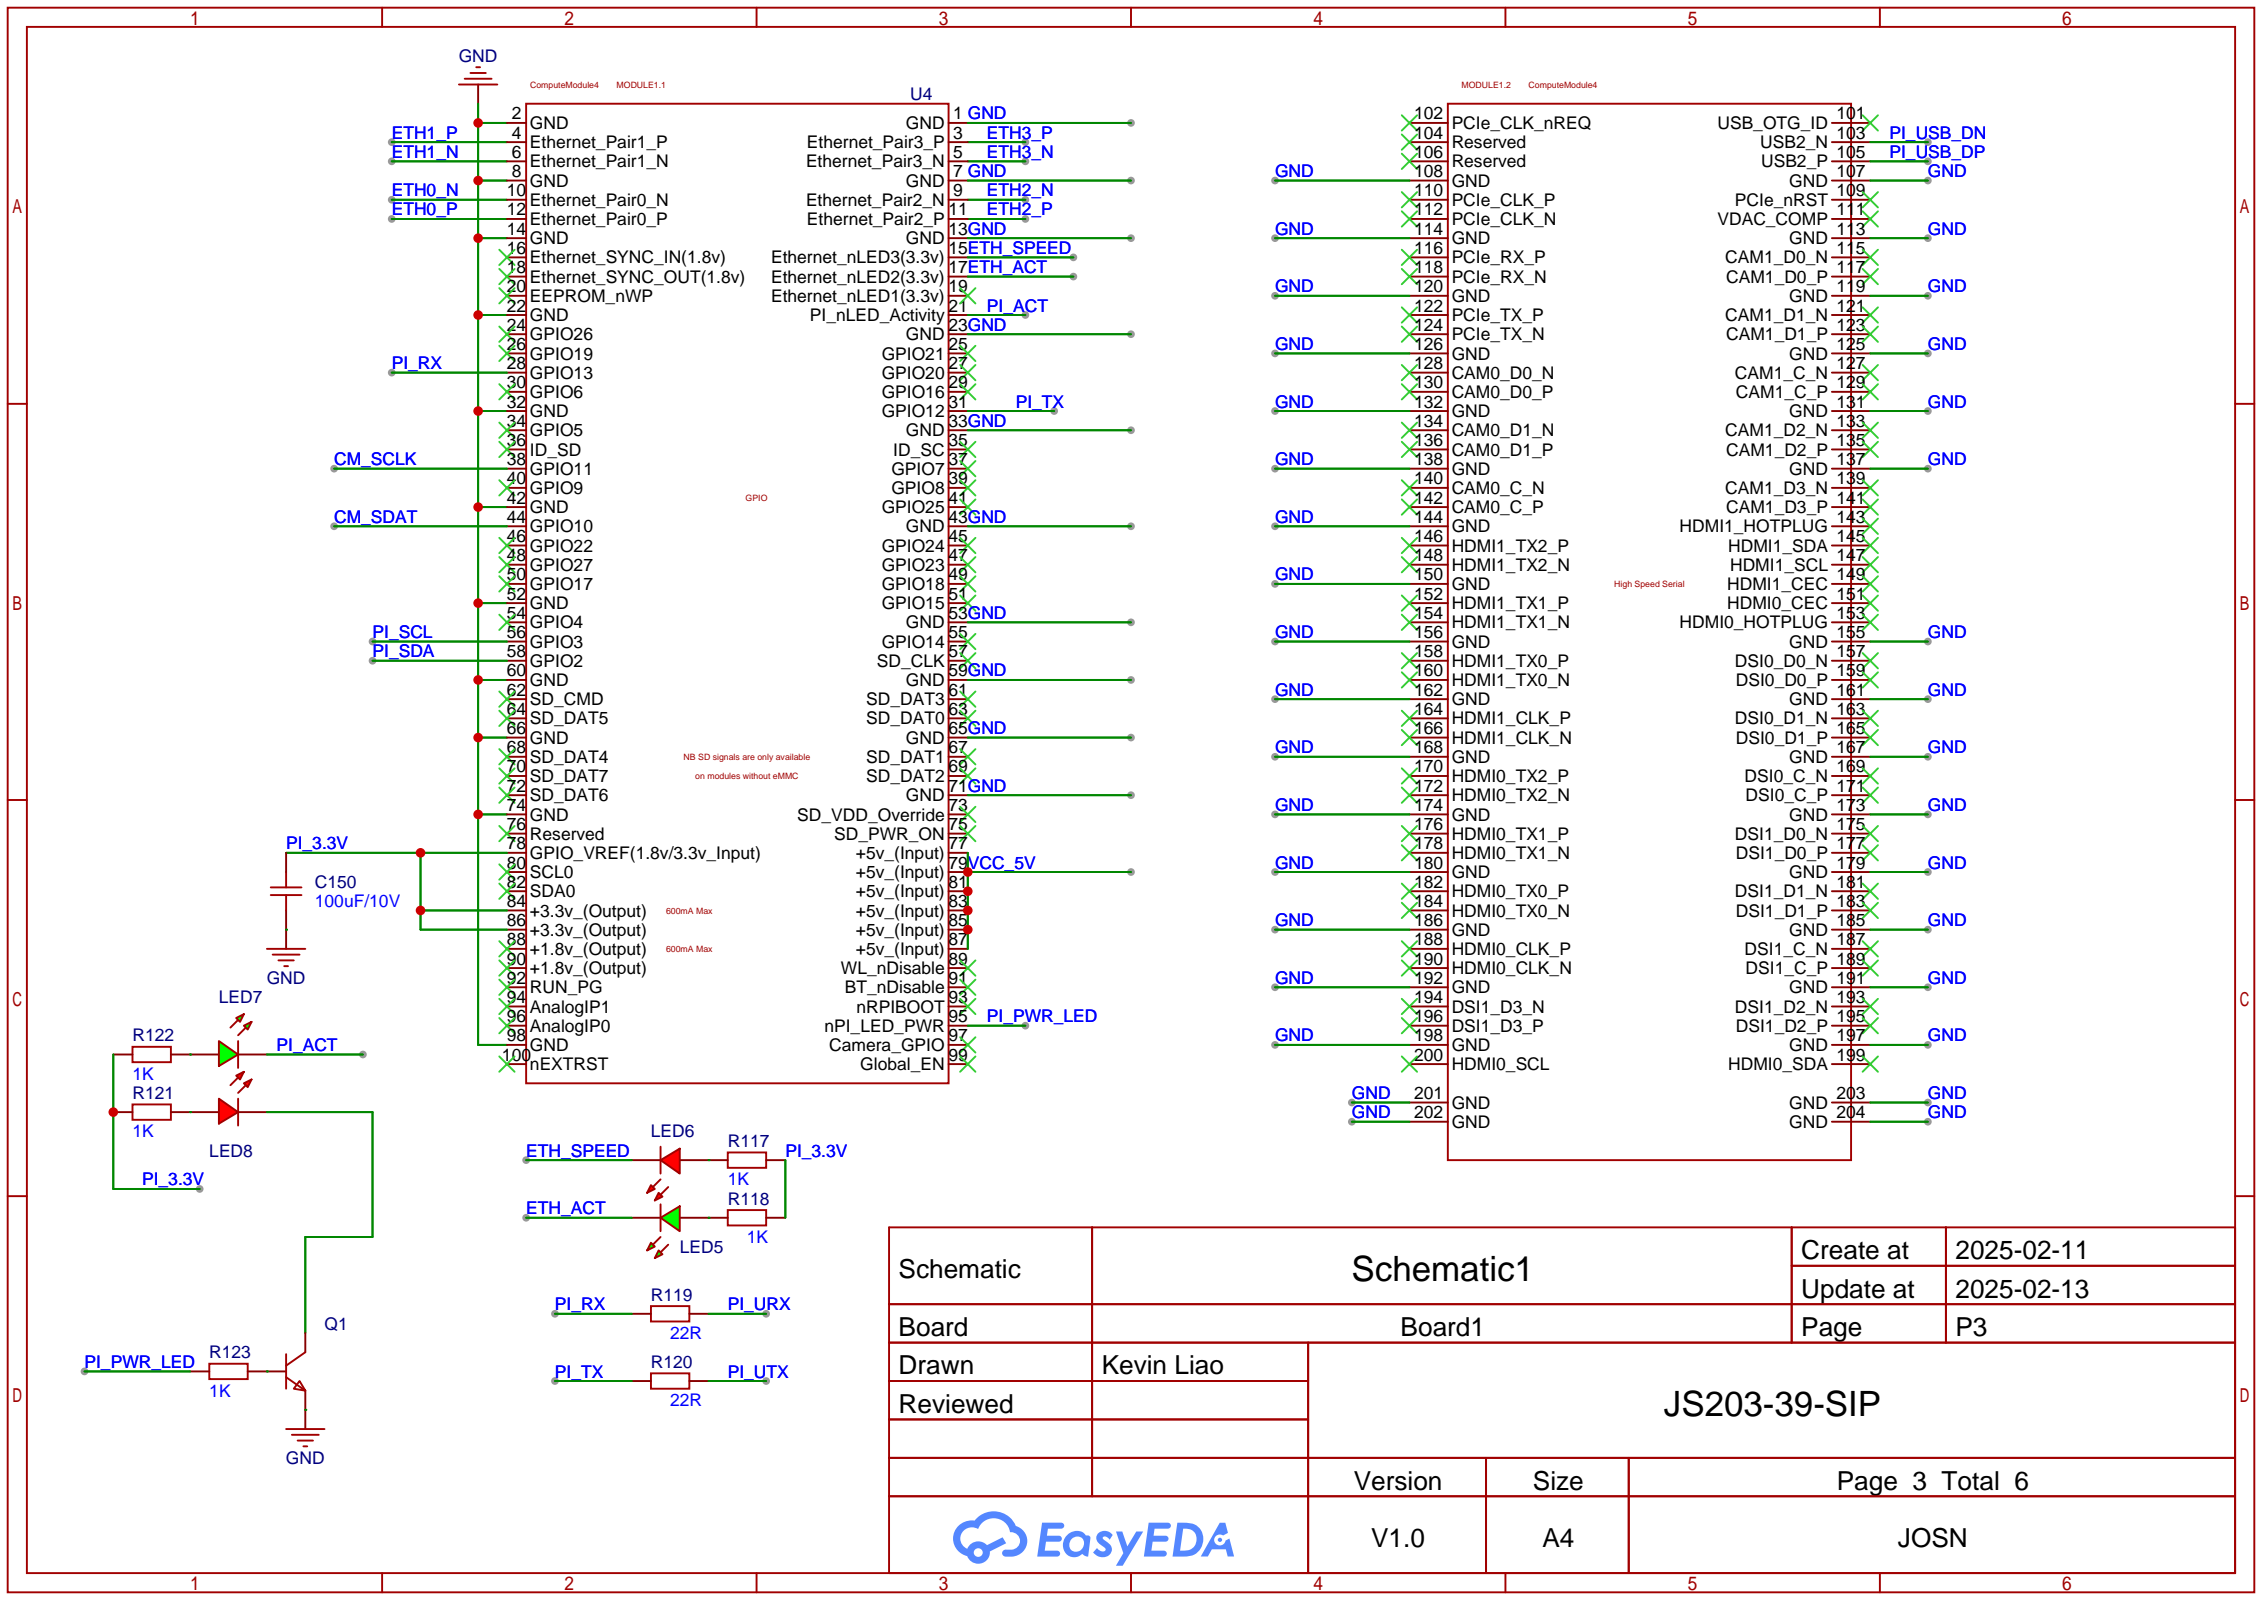 1 2 3 4 5 6
A A
B B
C C
D D
GND
ComputeModule4 MODULE1.1
U4
2 GND
ETH1_P 4 Ethernet_Pair1_P
ETH1_N 6 Ethernet_Pair1_N
8 GND
ETH0_N 10 Ethernet_Pair0_N
ETH0_P 12 Ethernet_Pair0_P
14 GND
16 Ethernet_SYNC_IN(1.8v)
18 Ethernet_SYNC_OUT(1.8v)
20 EEPROM_nWP
22 GND
24 GPIO26
26 GPIO19
PI_RX 28 GPIO13
30 GPIO6
32 GND
34 GPIO5
36 ID_SD
CM_SCLK 38 GPIO11
40 GPIO9
42 GND
CM_SDAT 44 GPIO10
46 GPIO22
48 GPIO27
50 GPIO17
52 GND
54 GPIO4
PI_SCL 56 GPIO3
PI_SDA 58 GPIO2
60 GND
62 SD_CMD
64 SD_DAT5
66 GND
68 SD_DAT4
70 SD_DAT7
72 SD_DAT6
74 GND
76 Reserved
PI_3.3V 78 GPIO_VREF(1.8v/3.3v_Input)
80 SCL0
82 SDA0
84 +3.3v_(Output) 600mA Max
86 +3.3v_(Output)
88 +1.8v_(Output) 600mA Max
90 +1.8v_(Output)
92 RUN_PG
94 AnalogIP1
96 AnalogIP0
98 GND
100 nEXTRST
GPIO
NB SD signals are only available
on modules without eMMC
GND 1 GND
Ethernet_Pair3_P 3 ETH3_P
Ethernet_Pair3_N 5 ETH3_N
GND 7 GND
Ethernet_Pair2_N 9 ETH2_N
Ethernet_Pair2_P 11 ETH2_P
GND 13 GND
Ethernet_nLED3(3.3v) 15 ETH_SPEED
Ethernet_nLED2(3.3v) 17 ETH_ACT
Ethernet_nLED1(3.3v) 19
PI_nLED_Activity 21 PI_ACT
GND 23 GND
GPIO21 25
GPIO20 27
GPIO16 29
GPIO12 31 PI_TX
GND 33 GND
ID_SC 35
GPIO7 37
GPIO8 39
GPIO25 41
GND 43 GND
GPIO24 45
GPIO23 47
GPIO18 49
GPIO15 51
GND 53 GND
GPIO14 55
SD_CLK 57
GND 59 GND
SD_DAT3 61
SD_DAT0 63
GND 65 GND
SD_DAT1 67
SD_DAT2 69
GND 71 GND
SD_VDD_Override 73
SD_PWR_ON 75
+5v_(Input) 77
+5v_(Input) 79 VCC_5V
+5v_(Input) 81
+5v_(Input) 83
+5v_(Input) 85
+5v_(Input) 87
WL_nDisable 89
BT_nDisable 91
nRPIBOOT 93
nPI_LED_PWR 95 PI_PWR_LED
Camera_GPIO 97
Global_EN 99
MODULE1.2 ComputeModule4
102 PCIe_CLK_nREQ
104 Reserved
106 Reserved
GND 108 GND
110 PCIe_CLK_P
112 PCIe_CLK_N
GND 114 GND
116 PCIe_RX_P
118 PCIe_RX_N
GND 120 GND
122 PCIe_TX_P
124 PCIe_TX_N
GND 126 GND
128 CAM0_D0_N
130 CAM0_D0_P
GND 132 GND
134 CAM0_D1_N
136 CAM0_D1_P
GND 138 GND
140 CAM0_C_N
142 CAM0_C_P
GND 144 GND
146 HDMI1_TX2_P
148 HDMI1_TX2_N
GND 150 GND
152 HDMI1_TX1_P
154 HDMI1_TX1_N
GND 156 GND
158 HDMI1_TX0_P
160 HDMI1_TX0_N
GND 162 GND
164 HDMI1_CLK_P
166 HDMI1_CLK_N
GND 168 GND
170 HDMI0_TX2_P
172 HDMI0_TX2_N
GND 174 GND
176 HDMI0_TX1_P
178 HDMI0_TX1_N
GND 180 GND
182 HDMI0_TX0_P
184 HDMI0_TX0_N
GND 186 GND
188 HDMI0_CLK_P
190 HDMI0_CLK_N
GND 192 GND
194 DSI1_D3_N
196 DSI1_D3_P
GND 198 GND
200 HDMI0_SCL
GND 201 GND
GND 202 GND
High Speed Serial
USB_OTG_ID 101
USB2_N 103 PI_USB_DN
USB2_P 105 PI_USB_DP
GND 107 GND
PCIe_nRST 109
VDAC_COMP 111
GND 113 GND
CAM1_D0_N 115
CAM1_D0_P 117
GND 119 GND
CAM1_D1_N 121
CAM1_D1_P 123
GND 125 GND
CAM1_C_N 127
CAM1_C_P 129
GND 131 GND
CAM1_D2_N 133
CAM1_D2_P 135
GND 137 GND
CAM1_D3_N 139
CAM1_D3_P 141
HDMI1_HOTPLUG 143
HDMI1_SDA 145
HDMI1_SCL 147
HDMI1_CEC 149
HDMI0_CEC 151
HDMI0_HOTPLUG 153
GND 155 GND
DSI0_D0_N 157
DSI0_D0_P 159
GND 161 GND
DSI0_D1_N 163
DSI0_D1_P 165
GND 167 GND
DSI0_C_N 169
DSI0_C_P 171
GND 173 GND
DSI1_D0_N 175
DSI1_D0_P 177
GND 179 GND
DSI1_D1_N 181
DSI1_D1_P 183
GND 185 GND
DSI1_C_N 187
DSI1_C_P 189
GND 191 GND
DSI1_D2_N 193
DSI1_D2_P 195
GND 197 GND
HDMI0_SDA 199
GND 203 GND
GND 204 GND
C150
100uF/10V
GND
LED7
R122
PI_ACT
1K
R121
1K
LED8
PI_3.3V
Q1
PI_PWR_LED R123
1K
GND
LED6
ETH_SPEED R117 PI_3.3V
1K
ETH_ACT R118
LED5 1K
PI_RX R119 PI_URX
22R
PI_TX R120 PI_UTX
22R
Schematic Schematic1 Create at 2025-02-11
Update at 2025-02-13
Board Board1 Page P3
Drawn Kevin Liao
Reviewed
JS203-39-SIP
Version Size Page 3 Total 6
EasyEDA V1.0 A4 JOSN
1 2 3 4 5 6